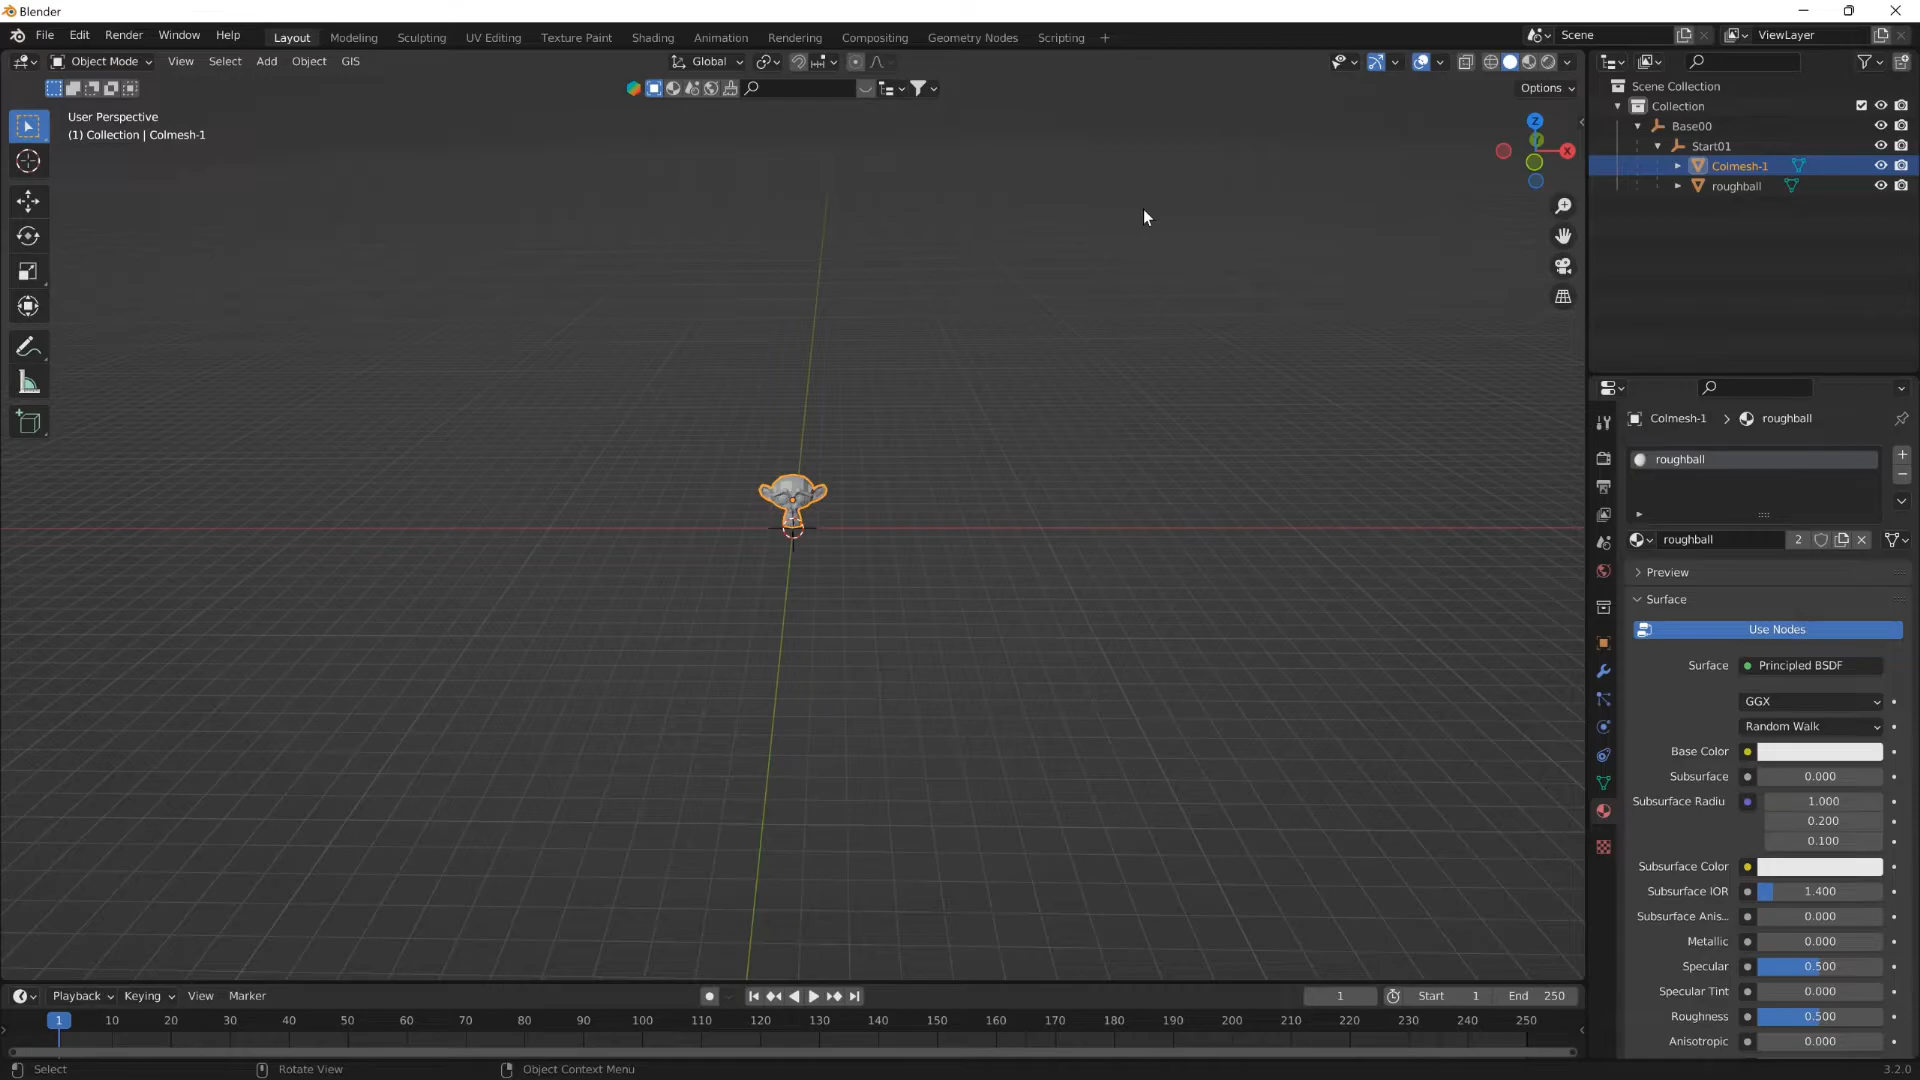 Blender
File Edit Render Window Help Layout Modeling Sculpting UV Editing Texture Paint Shading Animation Rendering Compositing Geometry Nodes Scripting + Scene ViewLayer
Object Mode View Select Add Object GIS Global
Options
User Perspective
(1) Collection | Colmesh-1
Z
Y
X
Scene Collection
Collection
Base00
Start01
Colmesh-1
roughball
Colmesh-1 > roughball
roughball
roughball 2
Preview
Surface
Use Nodes
Surface Principled BSDF
GGX
Random Walk
Base Color
Subsurface 0.000
Subsurface Radiu 1.000
0.200
0.100
Subsurface Color
Subsurface IOR 1.400
Subsurface Anis... 0.000
Metallic 0.000
Specular 0.500
Specular Tint 0.000
Roughness 0.500
Anisotropic 0.000
Playback Keying View Marker 1 Start 1 End 250
1 10 20 30 40 50 60 70 80 90 100 110 120 130 140 150 160 170 180 190 200 210 220 230 240 250
Select Rotate View Object Context Menu 3.2.0